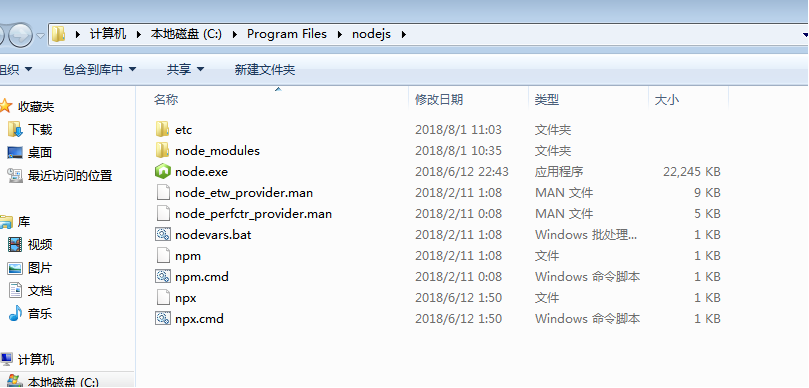 计算机 本地磁盘 (C:) Program Files nodejs
组织 包含到库中 共享 新建文件夹
名称 修改日期 类型 大小
收藏夹
下载
桌面
最近访问的位置
库
视频
图片
文档
音乐
计算机
本地磁盘 (C:)
etc 2018/8/1 11:03 文件夹
node_modules 2018/8/1 10:35 文件夹
node.exe 2018/6/12 22:43 应用程序 22,245 KB
node_etw_provider.man 2018/2/11 1:08 MAN 文件 9 KB
node_perfctr_provider.man 2018/2/11 0:08 MAN 文件 5 KB
nodevars.bat 2018/2/11 1:08 Windows 批处理... 1 KB
npm 2018/2/11 1:08 文件 1 KB
npm.cmd 2018/2/11 0:08 Windows 命令脚本 1 KB
npx 2018/6/12 1:50 文件 1 KB
npx.cmd 2018/6/12 1:50 Windows 命令脚本 1 KB